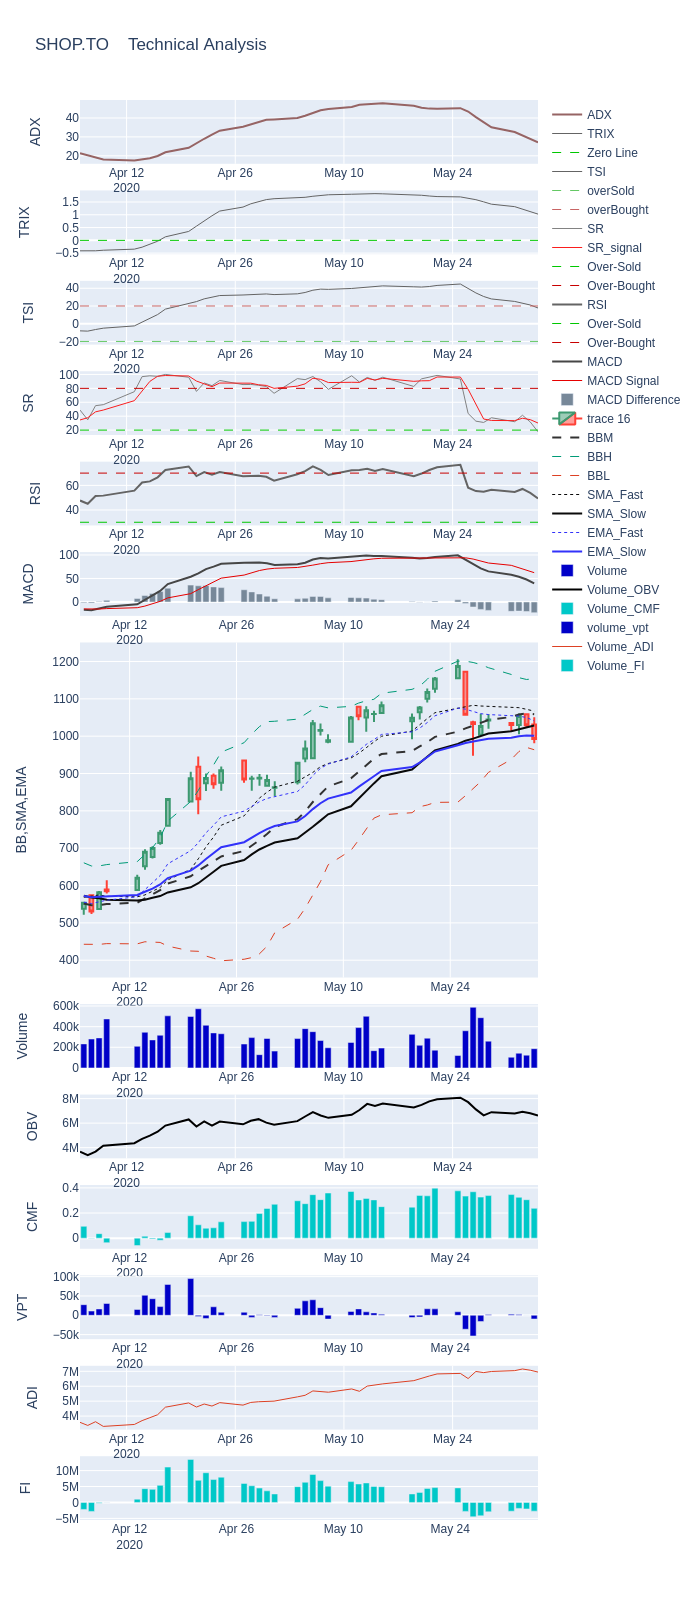 SHOP.TO    Technical Analysis
ADX
40
30
20
Apr 12
2020
Apr 26
May 10
May 24
TRIX
1.5
1
0.5
0
−0.5
Apr 12
2020
Apr 26
May 10
May 24
TSI
40
20
0
−20
Apr 12
2020
Apr 26
May 10
May 24
SR
100
80
60
40
20
Apr 12
2020
Apr 26
May 10
May 24
RSI
60
40
Apr 12
2020
Apr 26
May 10
May 24
MACD
100
50
0
Apr 12
2020
Apr 26
May 10
May 24
BB,SMA,EMA
1200
1100
1000
900
800
700
600
500
400
Apr 12
2020
Apr 26
May 10
May 24
Volume
600k
400k
200k
0
Apr 12
2020
Apr 26
May 10
May 24
OBV
8M
6M
4M
Apr 12
2020
Apr 26
May 10
May 24
CMF
0.4
0.2
0
Apr 12
2020
Apr 26
May 10
May 24
VPT
100k
50k
0
−50k
Apr 12
2020
Apr 26
May 10
May 24
ADI
7M
6M
5M
4M
Apr 12
2020
Apr 26
May 10
May 24
FI
10M
5M
0
−5M
Apr 12
2020
Apr 26
May 10
May 24
ADX
TRIX
Zero Line
TSI
overSold
overBought
SR
SR_signal
Over-Sold
Over-Bought
RSI
Over-Sold
Over-Bought
MACD
MACD Signal
MACD Difference
trace 16
BBM
BBH
BBL
SMA_Fast
SMA_Slow
EMA_Fast
EMA_Slow
Volume
Volume_OBV
Volume_CMF
volume_vpt
Volume_ADI
Volume_FI